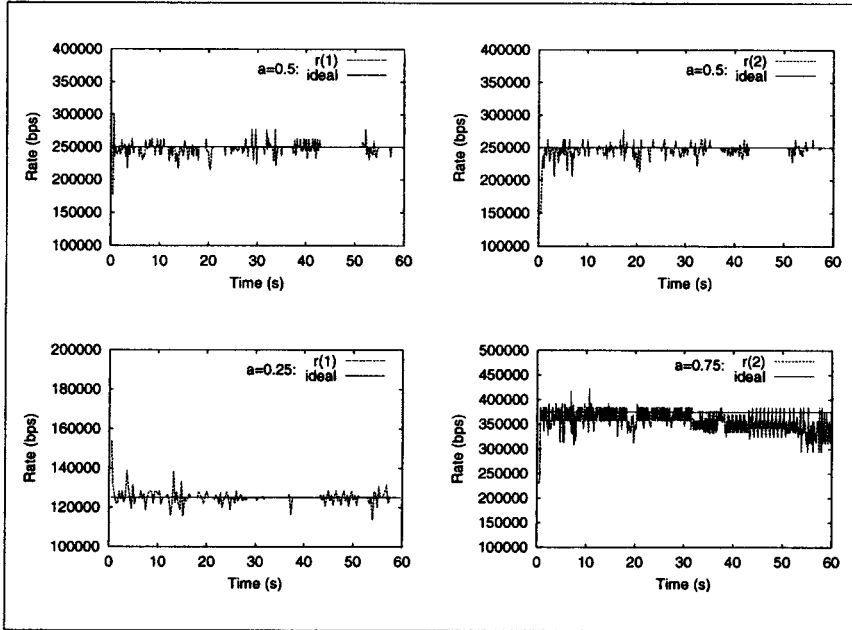 400000
350000
300000
250000
200000
150000
100000
Rate (bps)
0 10 20 30 40 50 60
Time (s)
a=0.5: r(1)
ideal
400000
350000
300000
250000
200000
150000
100000
Rate (bps)
0 10 20 30 40 50 60
Time (s)
a=0.5: r(2)
ideal
200000
180000
160000
140000
120000
100000
Rate (bps)
0 10 20 30 40 50 60
Time (s)
a=0.25: r(1)
ideal
500000
450000
400000
350000
300000
250000
200000
150000
100000
Rate (bps)
0 10 20 30 40 50 60
Time (s)
a=0.75: r(2)
ideal